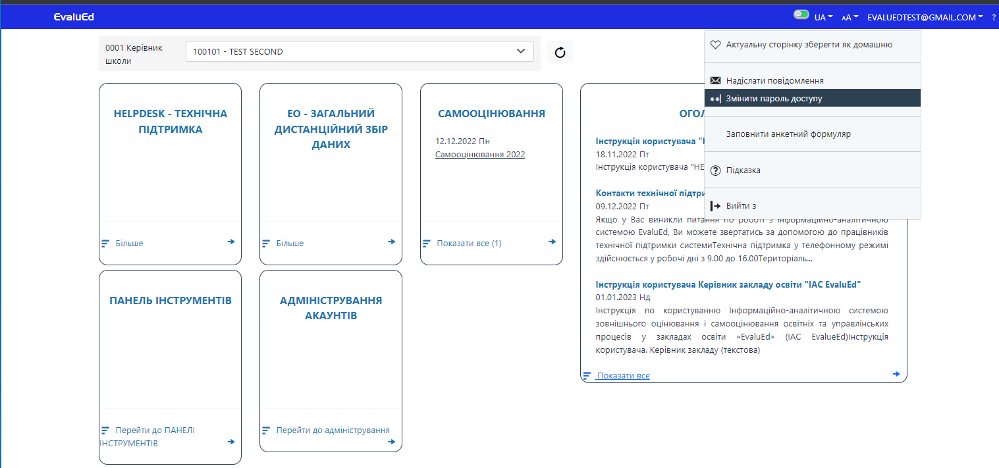 EvaluEd
UA
AA
EVALUEDTEST@GMAIL.COM
?
0001 Керівник
школи
100101 - TEST SECOND
Актуальну сторінку зберегти як домашню
Надіслати повідомлення
Змінити пароль доступу
Заповнити анкетний формуляр
Підказка
Вийти з
HELPDESK - ТЕХНІЧНА
ПІДТРИМКА
Більше
ЕО - ЗАГАЛЬНИЙ
ДИСТАНЦІЙНИЙ ЗБІР
ДАНИХ
Більше
САМООЦІНЮВАННЯ
12.12.2022 Пн
Самооцінювання 2022
Показати все (1)
ОГОЛ
Інструкція користувача "Н
18.11.2022 Пт
Інструкція користувача "HE
Контакти технічної підтри
09.12.2022 Пт
Якщо у Вас виникли питання по роботі з інформаційно-аналітичною
системою EvaluEd, Ви можете звертатись за допомогою до працівників
технічної підтримки системиТехнічна підтримка у телефонному режимі
здійснюється у робочі дні з 9.00 до 16.00Територіаль...
Інструкція користувача Керівник закладу освіти "ІАС EvaluEd"
01.01.2023 Нд
Інструкція по користуванню Інформаційно-аналітичною системою
зовнішнього оцінювання і самооцінювання освітніх та управлінських
процесів у закладах освіти «EvaluEd» (ІАС EvalueEd)Інструкція
користувача. Керівник закладу (текстова)
Показати все
ПАНЕЛЬ ІНСТРУМЕНТІВ
Перейти до ПАНЕЛІ
ІНСТРУМЕНТІВ
АДМІНІСТРУВАННЯ
АКАУНТІВ
Перейти до адміністрування